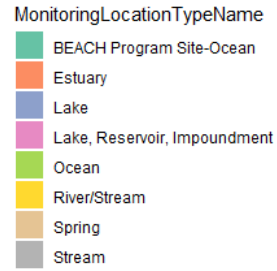 MonitoringLocationTypeName
BEACH Program Site-Ocean
Estuary
Lake
Lake, Reservoir, Impoundment
Ocean
River/Stream
Spring
Stream